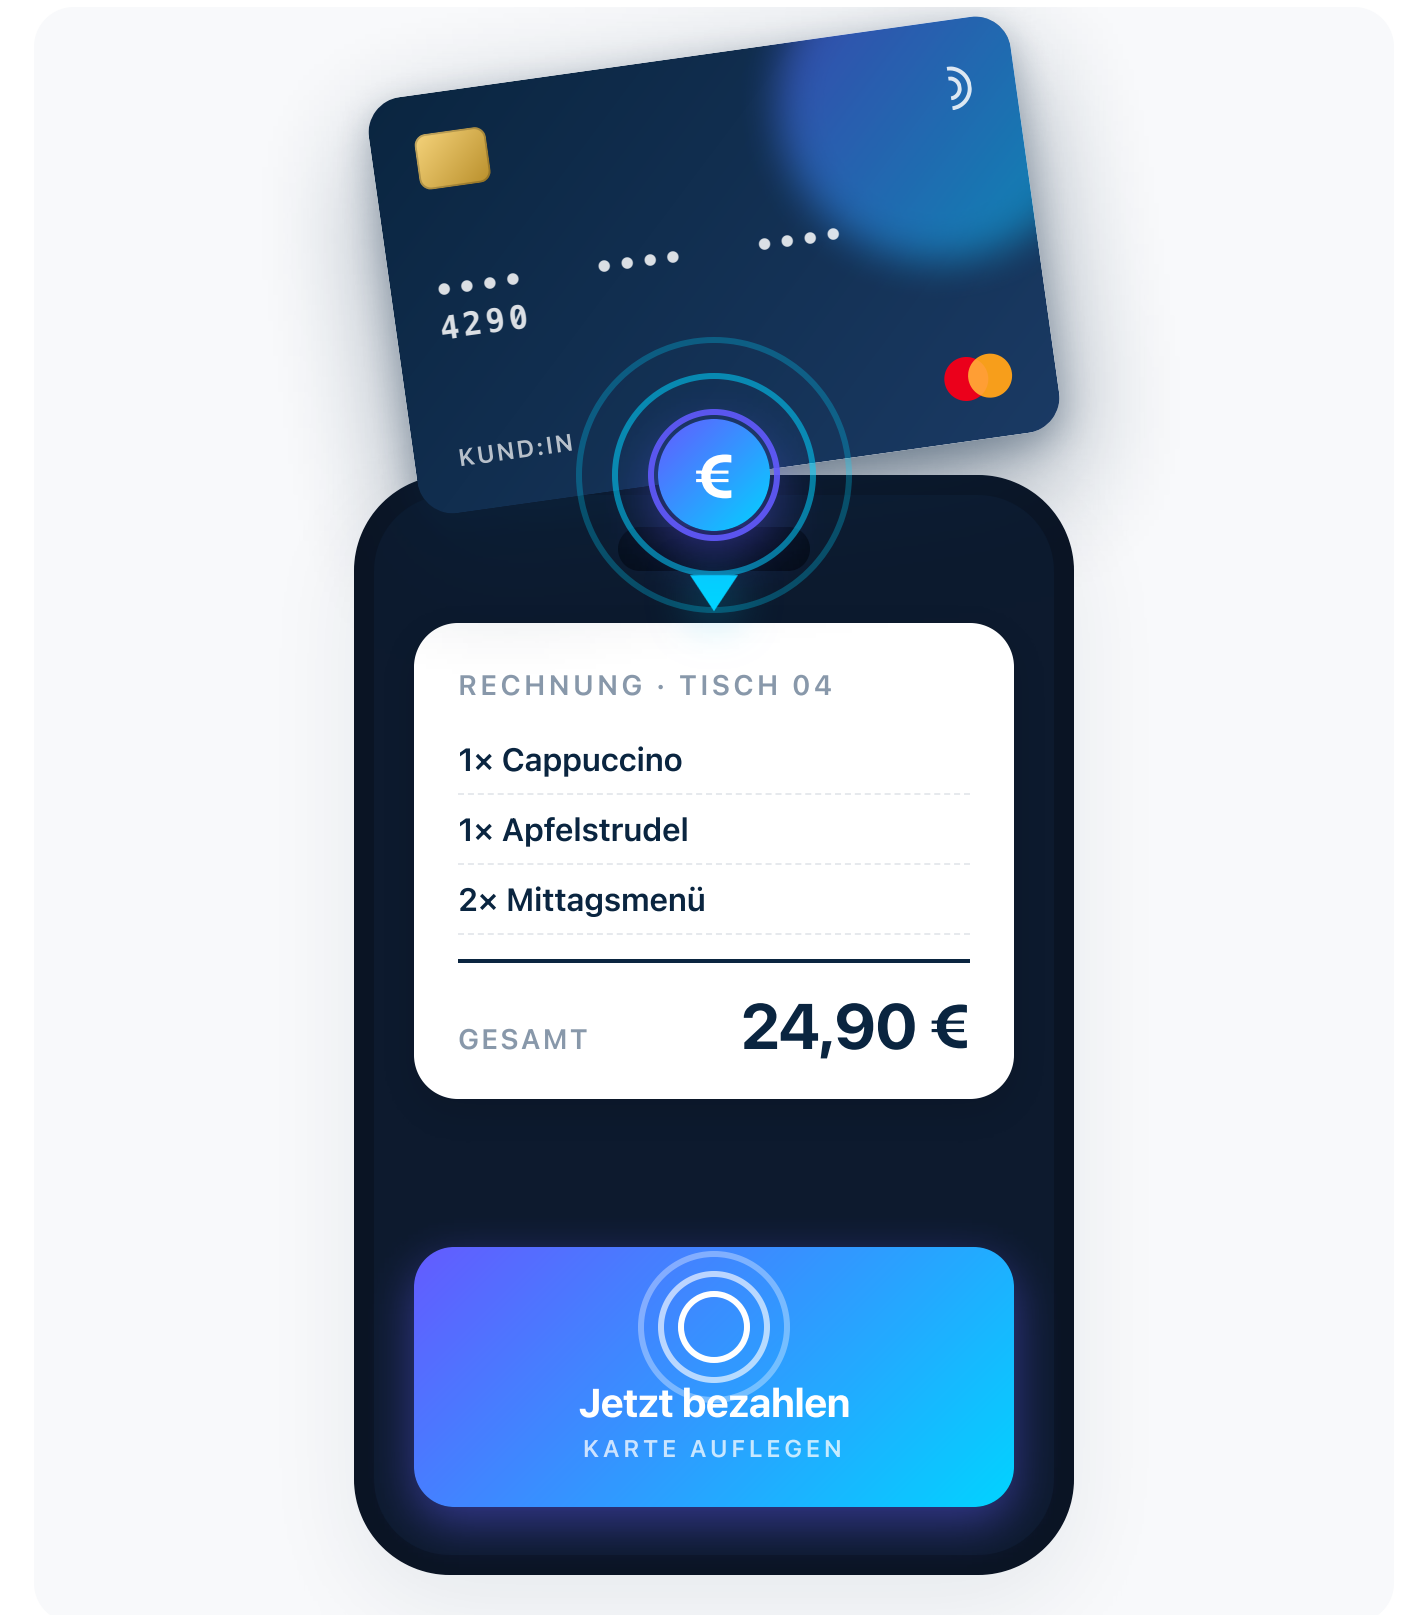 •••• •••• ••••
4290
KUND:IN
€
RECHNUNG · TISCH 04
1× Cappuccino
1× Apfelstrudel
2× Mittagsmenü
GESAMT 24,90 €
Jetzt bezahlen
KARTE AUFLEGEN